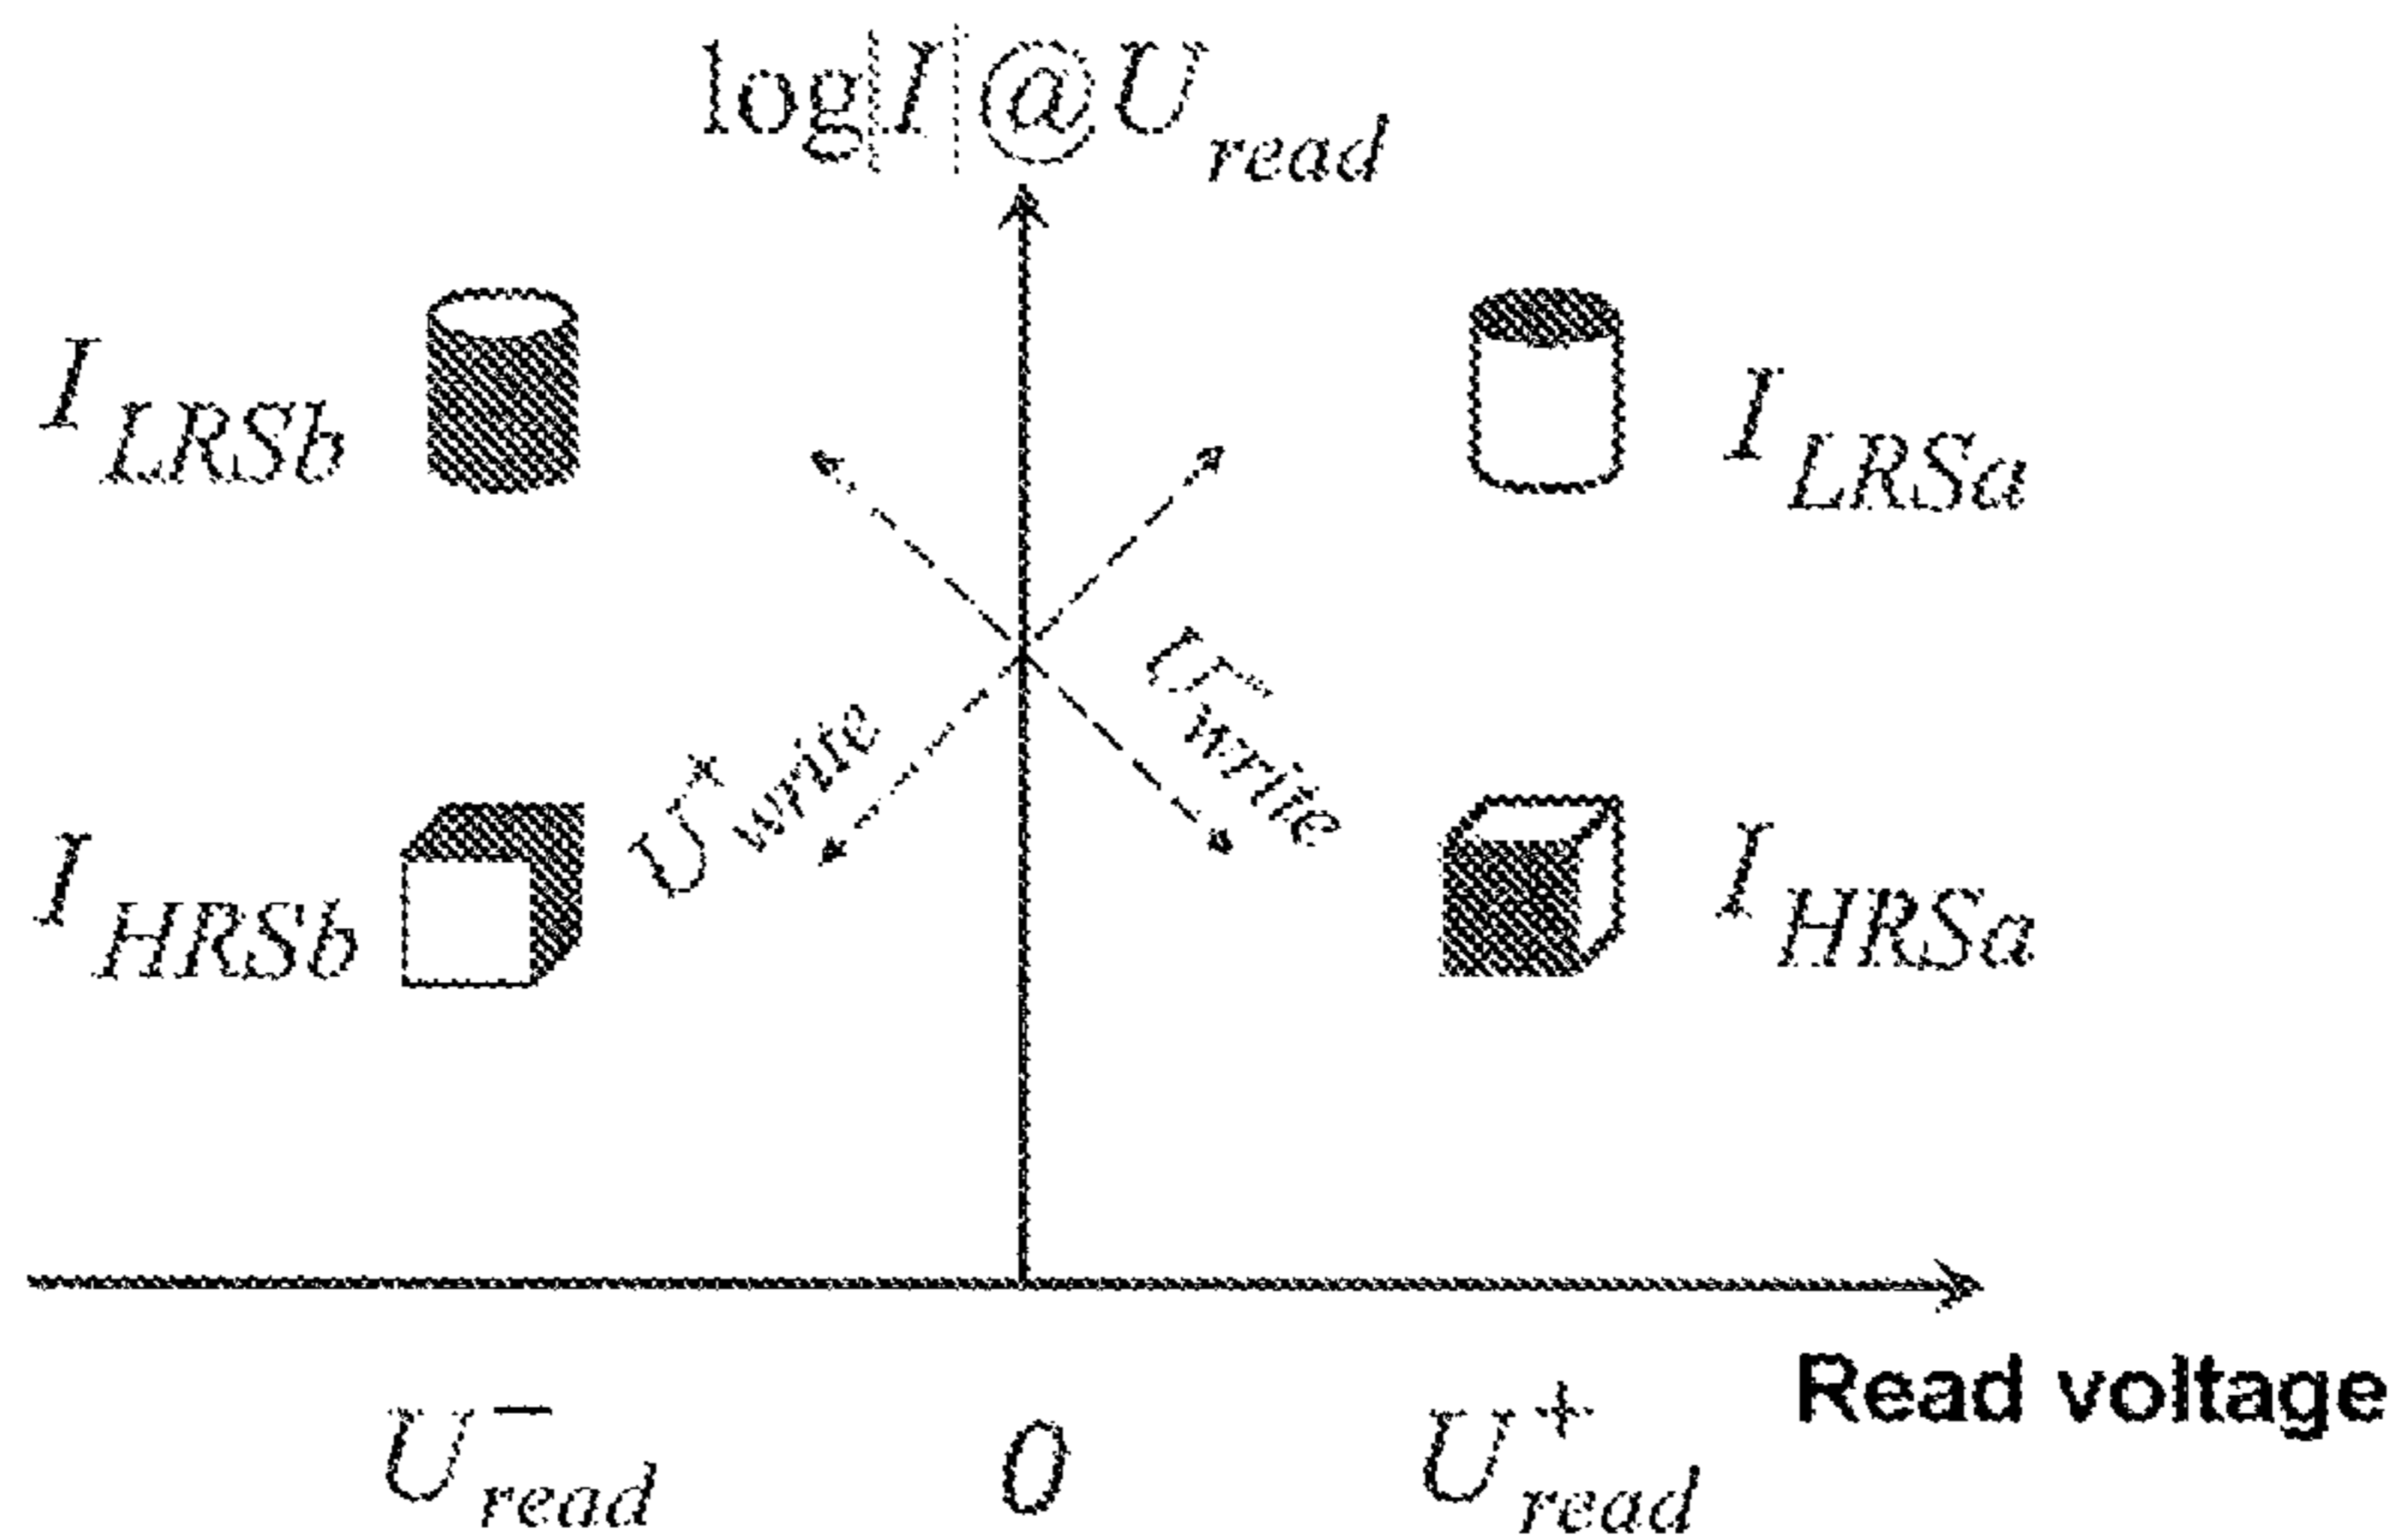 log|I|@U_read
I_LRSb
I_LRSa
U^+_write
U^-_write
I_HRSb
I_HRSa
Read voltage
U^-_read
0
U^+_read